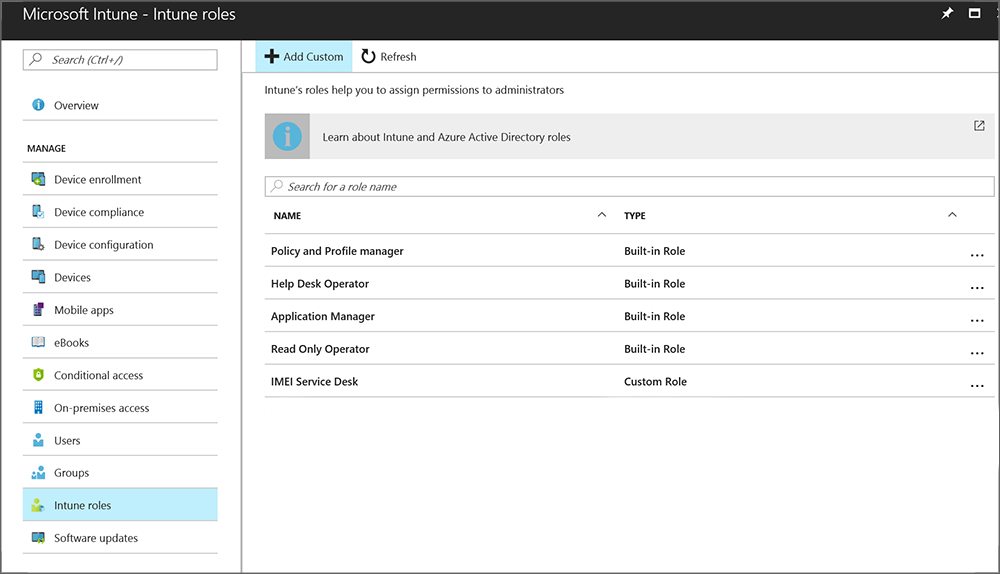 Microsoft Intune - Intune roles
Search (Ctrl+/)
Overview
MANAGE
Device enrollment
Device compliance
Device configuration
Devices
Mobile apps
eBooks
Conditional access
On-premises access
Users
Groups
Intune roles
Software updates
Add Custom Refresh
Intune's roles help you to assign permissions to administrators
Learn about Intune and Azure Active Directory roles
Search for a role name
NAME TYPE
Policy and Profile manager Built-in Role ...
Help Desk Operator Built-in Role ...
Application Manager Built-in Role ...
Read Only Operator Built-in Role ...
IMEI Service Desk Custom Role ...